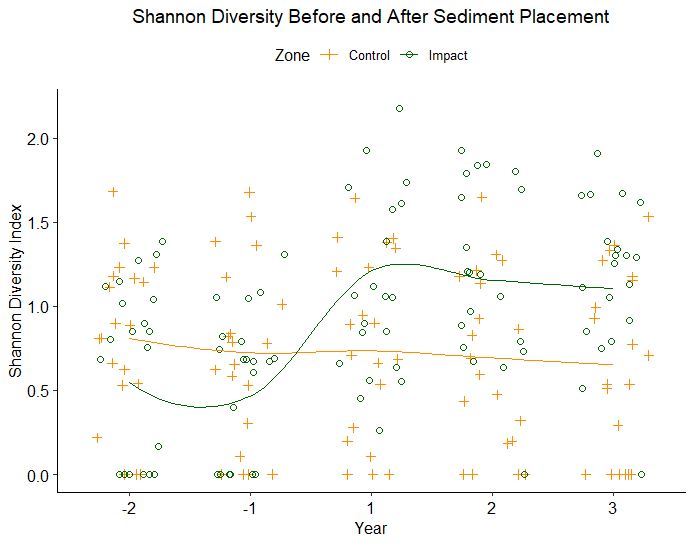 Shannon Diversity Before and After Sediment Placement
Zone Control Impact
Shannon Diversity Index
2.0
1.5
1.0
0.5
0.0
-2 -1 1 2 3
Year